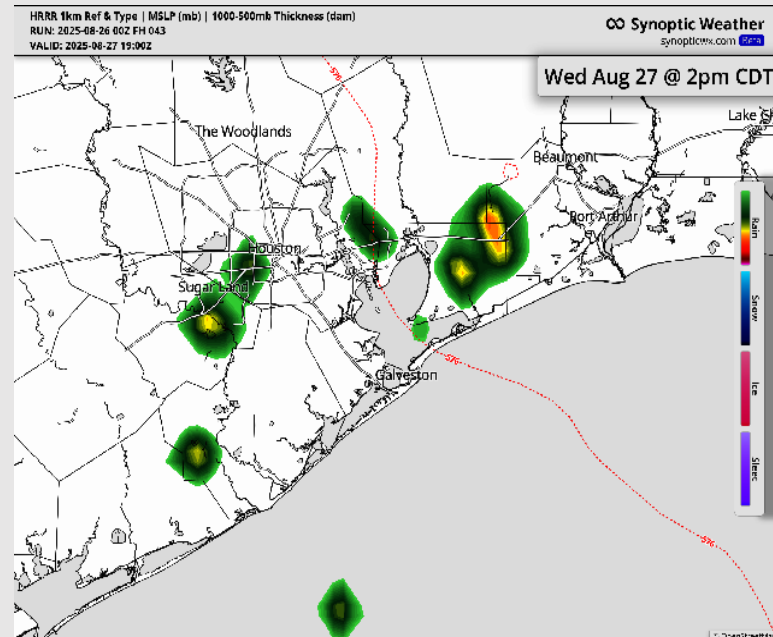 HRRR 1km Ref & Type | MSLP (mb) | 1000-500mb Thickness (dam)
RUN: 2025-08-26 00Z FH 043
VALID: 2025-08-27 19:00Z
Synoptic Weather
synopticwx.com Beta
Wed Aug 27 @ 2pm CDT
576
The Woodlands
Lake
Beaumont
Port Arthur
Houston
Sugar Land
Galveston
576
576
Rain
Snow
Ice
Sleet